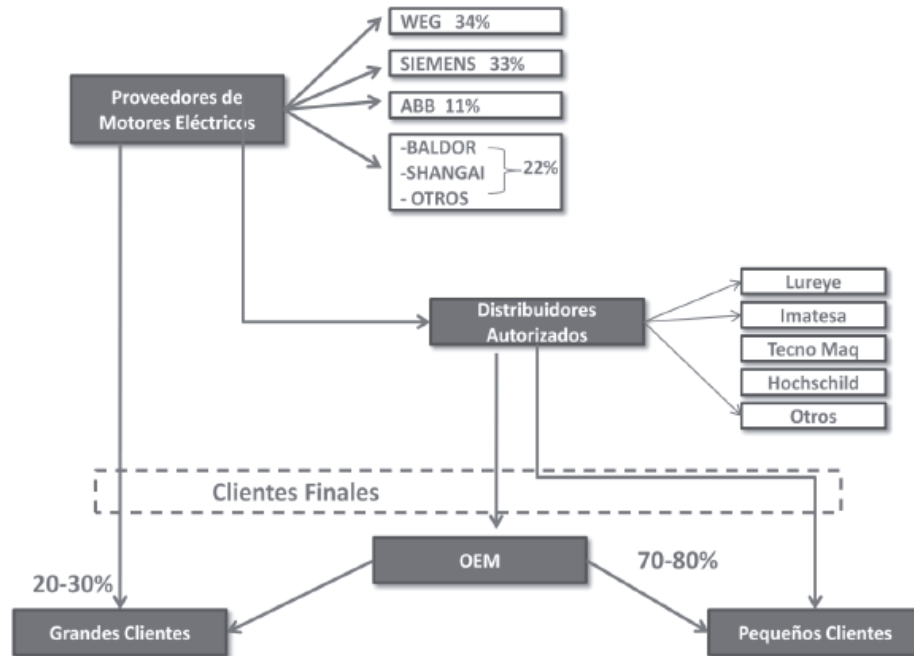 WEG 34%
SIEMENS 33%
Proveedores de
Motores Eléctricos
ABB 11%
-BALDOR
-SHANGAI
- OTROS
22%
Lureye
Distribuidores
Autorizados
Imatesa
Tecno Maq
Hochschild
Otros
Clientes Finales
OEM
70-80%
20-30%
Grandes Clientes
Pequeños Clientes